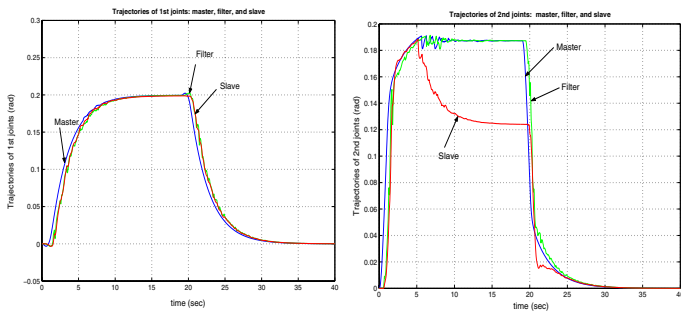 Trajectories of 1st joints: master, filter, and slave
0.3
0.25
0.2
0.15
0.1
0.05
0
−0.05
0 5 10 15 20 25 30 35 40
Trajectories of 1st joints (rad)
time (sec)
Filter
Slave
Master
Trajectories of 2nd joints: master, filter, and slave
0.2
0.18
0.16
0.14
0.12
0.1
0.08
0.06
0.04
0.02
0
0 5 10 15 20 25 30 35 40
Trajectories of 2nd joints (rad)
time (sec)
Master
Filter
Slave